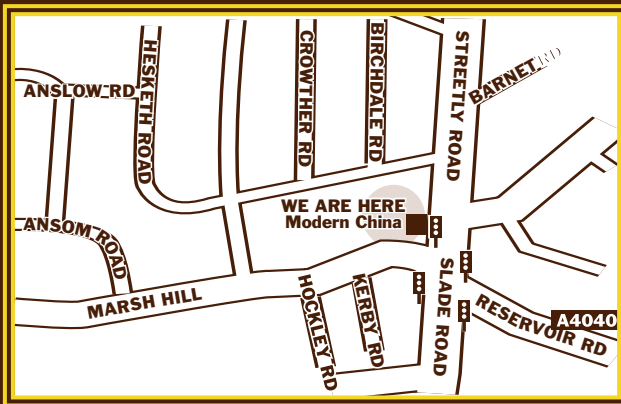 HESKETH ROAD
CROWTHER RD
BIRCHDALE RD
STREETLY ROAD
BARNET RD
ANSLOW RD
WE ARE HERE
Modern China
ANSOM ROAD
MARSH HILL
HOCKLEY RD
KERBY RD
SLADE ROAD
RESERVOIR RD
A4040